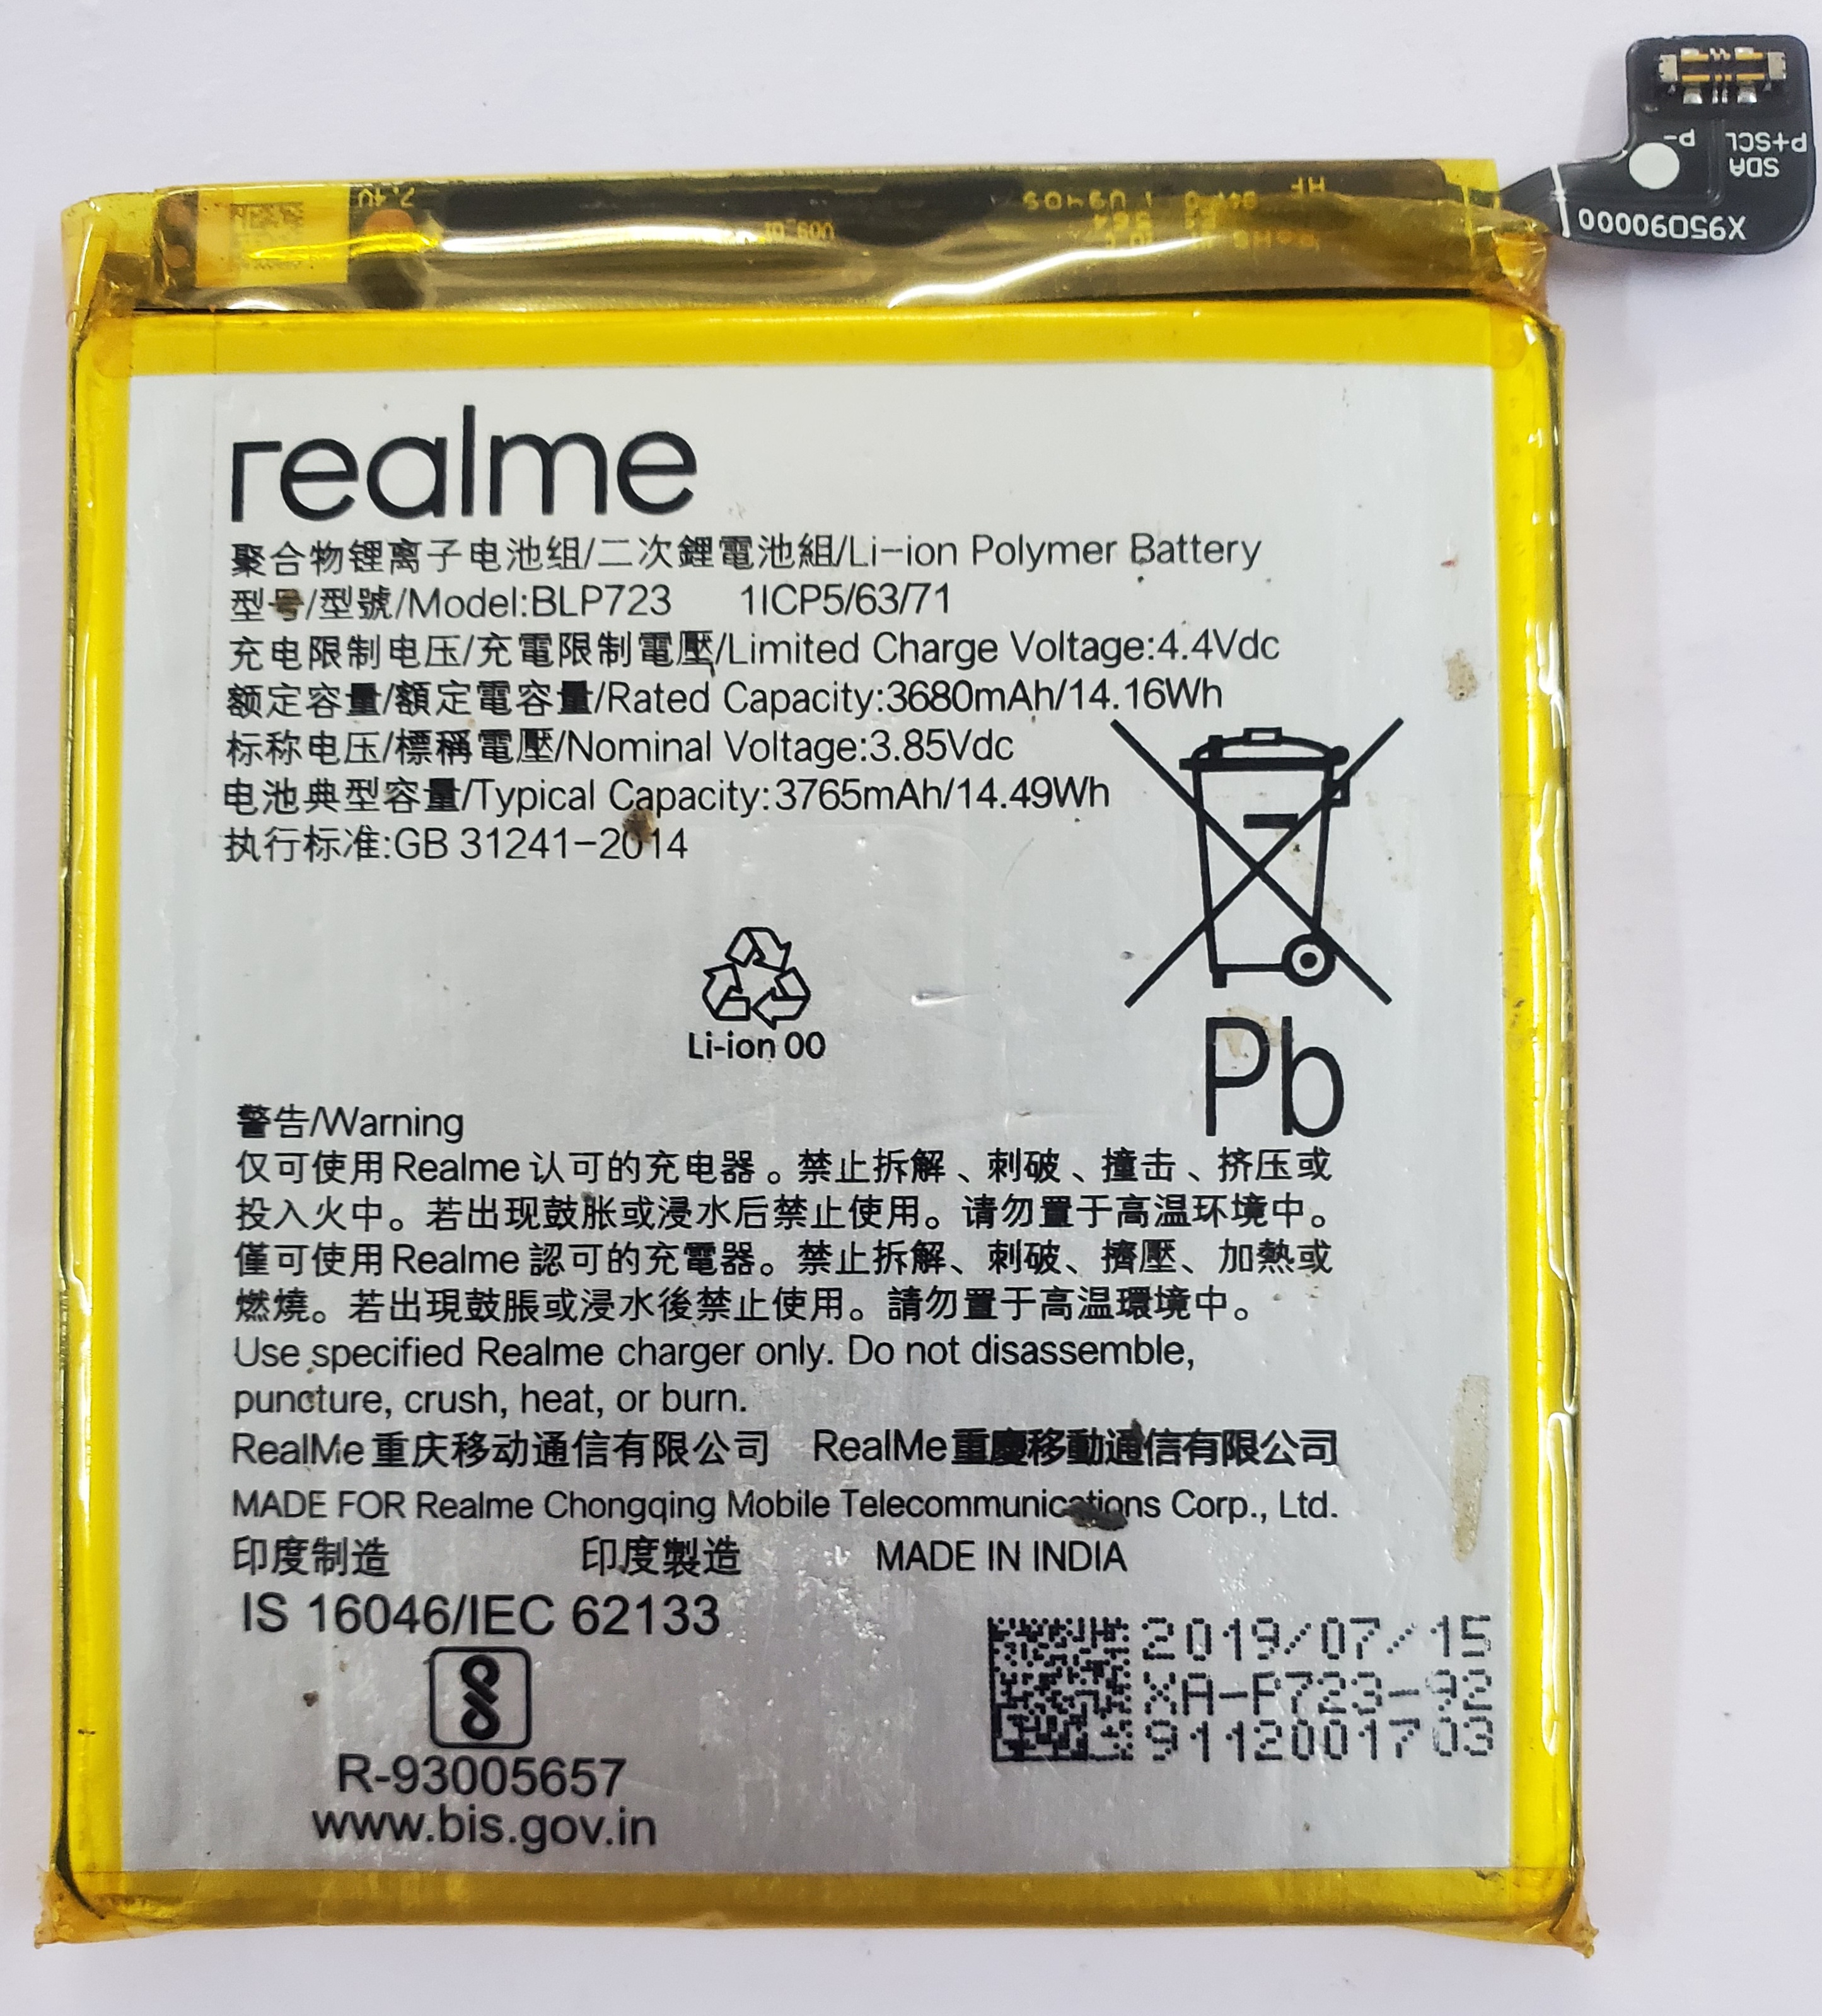 P-
P+SCL
SDA
X95090000
7.4V
realme
聚合物锂离子电池组/二次鋰電池組/Li-ion Polymer Battery
型号/型號/Model:BLP723 1ICP5/63/71
充电限制电压/充電限制電壓/Limited Charge Voltage:4.4Vdc
额定容量/額定電容量/Rated Capacity:3680mAh/14.16Wh
标称电压/標稱電壓/Nominal Voltage:3.85Vdc
电池典型容量/Typical Capacity:3765mAh/14.49Wh
执行标准:GB 31241-2014
Li-ion 00
Pb
警告/Warning
仅可使用Realme认可的充电器。禁止拆解、刺破、撞击、挤压或
投入火中。若出现鼓胀或浸水后禁止使用。请勿置于高温环境中。
僅可使用Realme認可的充電器。禁止拆解、刺破、擠壓、加熱或
燃燒。若出現鼓脹或浸水後禁止使用。請勿置于高温環境中。
Use specified Realme charger only. Do not disassemble,
puncture, crush, heat, or burn.
RealMe重庆移动通信有限公司 RealMe重慶移動通信有限公司
MADE FOR Realme Chongqing Mobile Telecommunications Corp., Ltd.
印度制造 印度製造 MADE IN INDIA
IS 16046/IEC 62133
R-93005657
www.bis.gov.in
2019/07/15
XA-P723-92
9112001703